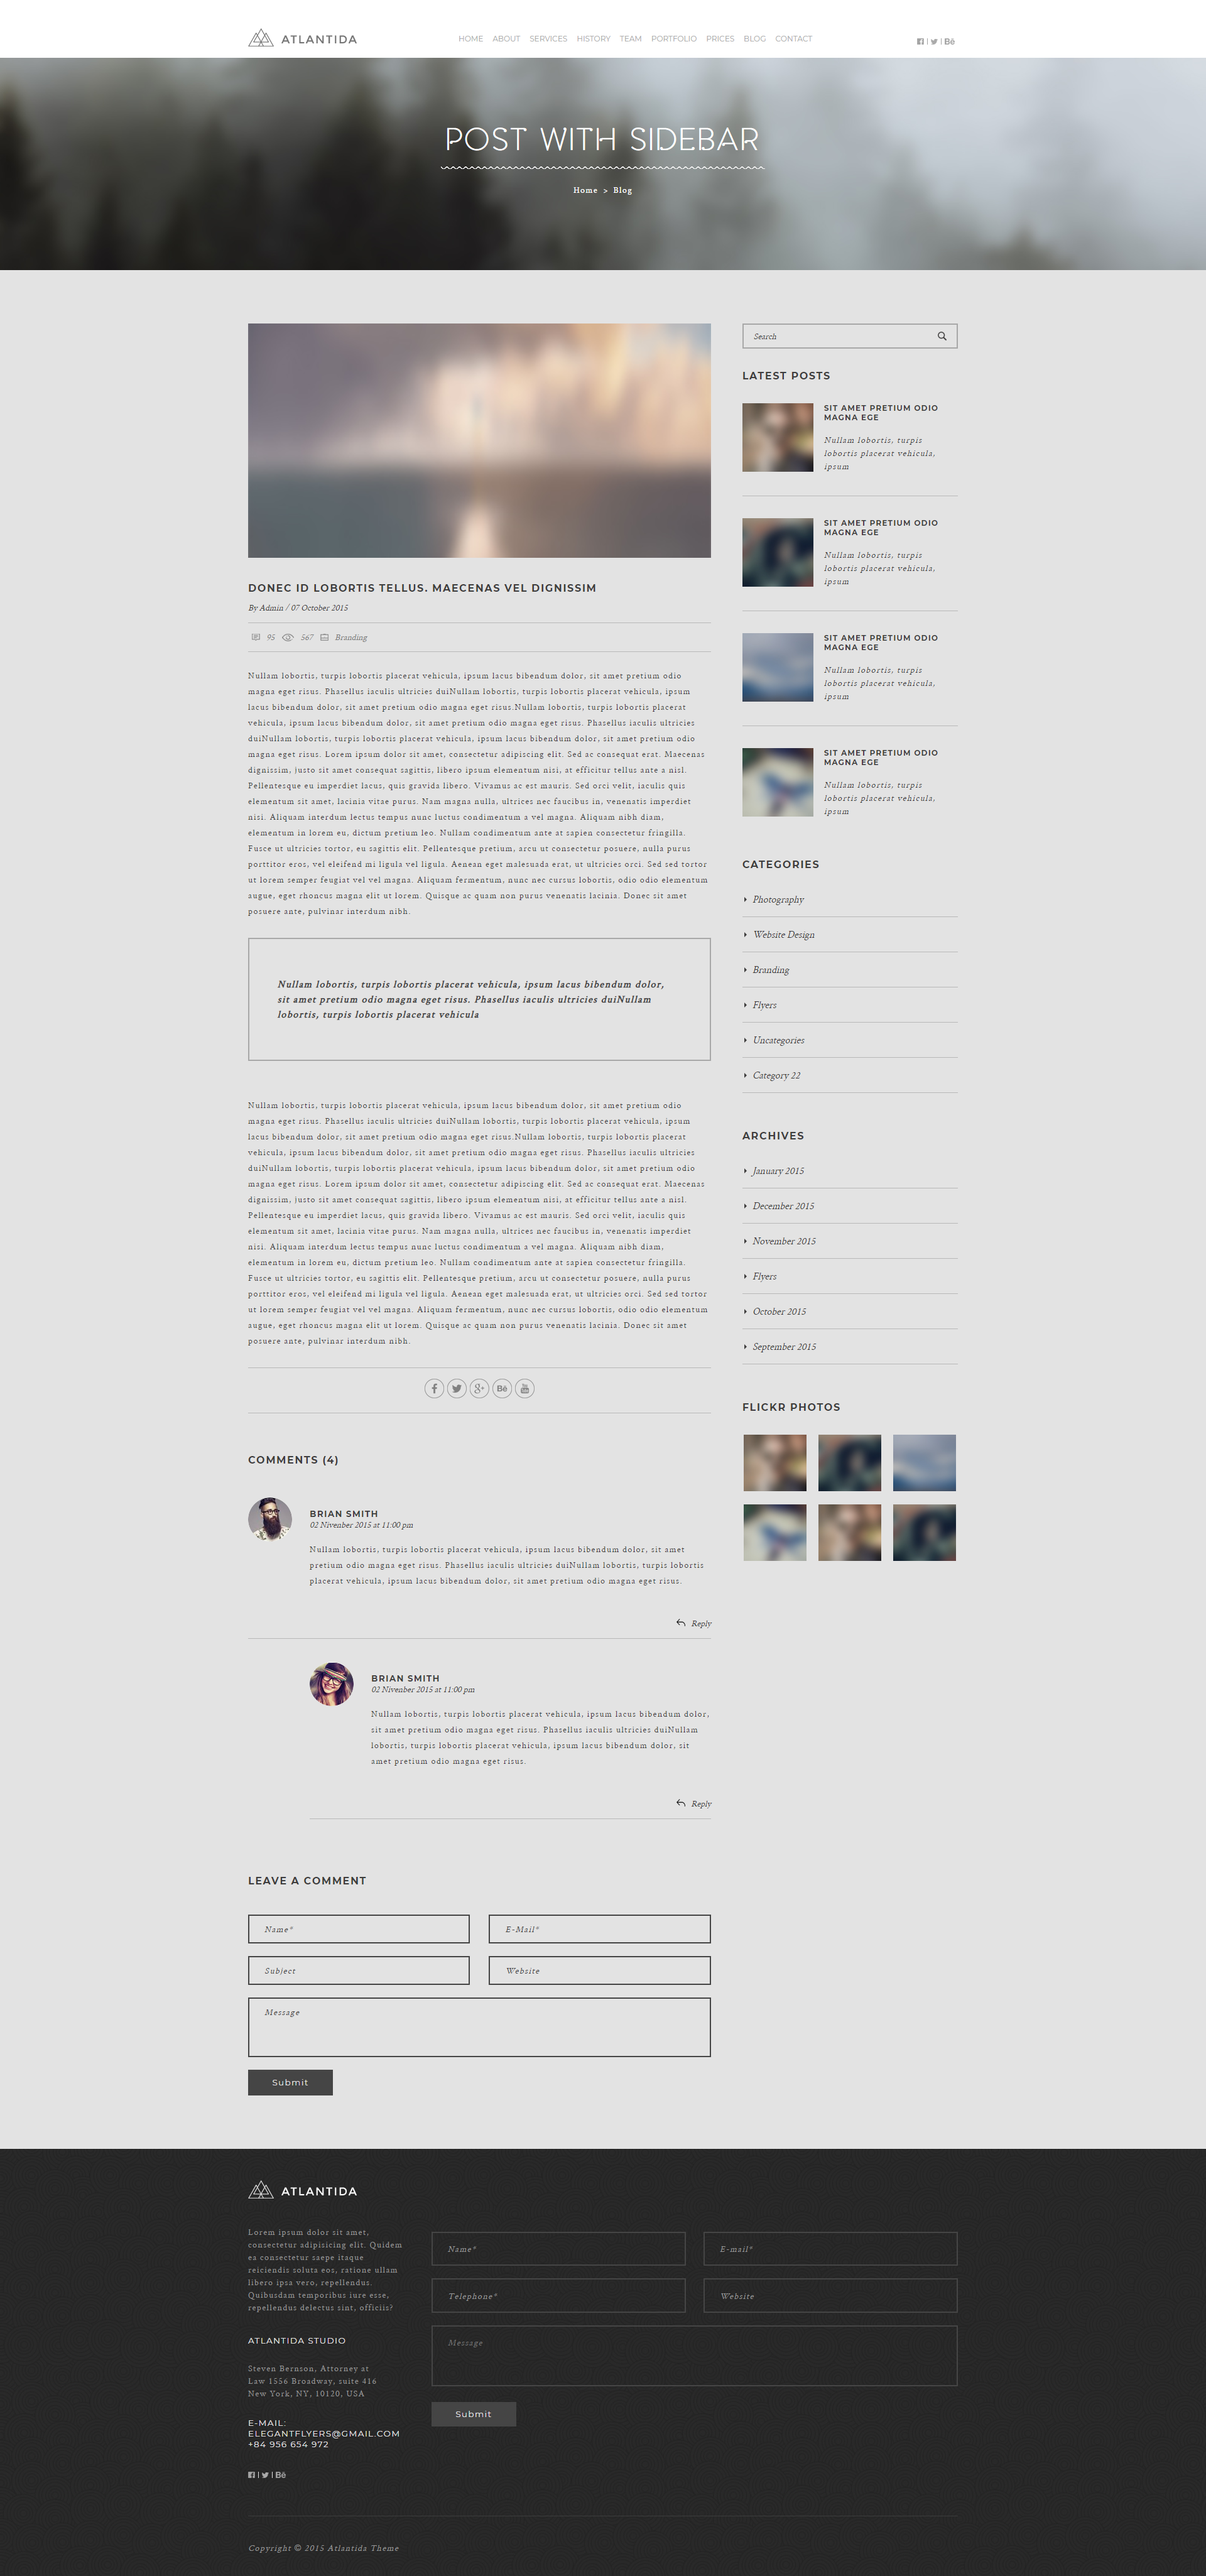 ATLANTIDA
HOME ABOUT SERVICES HISTORY TEAM PORTFOLIO PRICES BLOG CONTACT
Bē
POST WITH SIDEBAR
Home > Blog
DONEC ID LOBORTIS TELLUS. MAECENAS VEL DIGNISSIM
By Admin / 07 October 2015
95 567 Branding
Nullam lobortis, turpis lobortis placerat vehicula, ipsum lacus bibendum dolor, sit amet pretium odio
magna eget risus. Phasellus iaculis ultricies duiNullam lobortis, turpis lobortis placerat vehicula, ipsum
lacus bibendum dolor, sit amet pretium odio magna eget risus.Nullam lobortis, turpis lobortis placerat
vehicula, ipsum lacus bibendum dolor, sit amet pretium odio magna eget risus. Phasellus iaculis ultricies
duiNullam lobortis, turpis lobortis placerat vehicula, ipsum lacus bibendum dolor, sit amet pretium odio
magna eget risus. Lorem ipsum dolor sit amet, consectetur adipiscing elit. Sed ac consequat erat. Maecenas
dignissim, justo sit amet consequat sagittis, libero ipsum elementum nisi, at efficitur tellus ante a nisl.
Pellentesque eu imperdiet lacus, quis gravida libero. Vivamus ac est mauris. Sed orci velit, iaculis quis
elementum sit amet, lacinia vitae purus. Nam magna nulla, ultrices nec faucibus in, venenatis imperdiet
nisi. Aliquam interdum lectus tempus nunc luctus condimentum a vel magna. Aliquam nibh diam,
elementum in lorem eu, dictum pretium leo. Nullam condimentum ante at sapien consectetur fringilla.
Fusce ut ultricies tortor, eu sagittis elit. Pellentesque pretium, arcu ut consectetur posuere, nulla purus
porttitor eros, vel eleifend mi ligula vel ligula. Aenean eget malesuada erat, ut ultricies orci. Sed sed tortor
ut lorem semper feugiat vel vel magna. Aliquam fermentum, nunc nec cursus lobortis, odio odio elementum
augue, eget rhoncus magna elit ut lorem. Quisque ac quam non purus venenatis lacinia. Donec sit amet
posuere ante, pulvinar interdum nibh.
Nullam lobortis, turpis lobortis placerat vehicula, ipsum lacus bibendum dolor,
sit amet pretium odio magna eget risus. Phasellus iaculis ultricies duiNullam
lobortis, turpis lobortis placerat vehicula
Nullam lobortis, turpis lobortis placerat vehicula, ipsum lacus bibendum dolor, sit amet pretium odio
magna eget risus. Phasellus iaculis ultricies duiNullam lobortis, turpis lobortis placerat vehicula, ipsum
lacus bibendum dolor, sit amet pretium odio magna eget risus.Nullam lobortis, turpis lobortis placerat
vehicula, ipsum lacus bibendum dolor, sit amet pretium odio magna eget risus. Phasellus iaculis ultricies
duiNullam lobortis, turpis lobortis placerat vehicula, ipsum lacus bibendum dolor, sit amet pretium odio
magna eget risus. Lorem ipsum dolor sit amet, consectetur adipiscing elit. Sed ac consequat erat. Maecenas
dignissim, justo sit amet consequat sagittis, libero ipsum elementum nisi, at efficitur tellus ante a nisl.
Pellentesque eu imperdiet lacus, quis gravida libero. Vivamus ac est mauris. Sed orci velit, iaculis quis
elementum sit amet, lacinia vitae purus. Nam magna nulla, ultrices nec faucibus in, venenatis imperdiet
nisi. Aliquam interdum lectus tempus nunc luctus condimentum a vel magna. Aliquam nibh diam,
elementum in lorem eu, dictum pretium leo. Nullam condimentum ante at sapien consectetur fringilla.
Fusce ut ultricies tortor, eu sagittis elit. Pellentesque pretium, arcu ut consectetur posuere, nulla purus
porttitor eros, vel eleifend mi ligula vel ligula. Aenean eget malesuada erat, ut ultricies orci. Sed sed tortor
ut lorem semper feugiat vel vel magna. Aliquam fermentum, nunc nec cursus lobortis, odio odio elementum
augue, eget rhoncus magna elit ut lorem. Quisque ac quam non purus venenatis lacinia. Donec sit amet
posuere ante, pulvinar interdum nibh.
COMMENTS (4)
BRIAN SMITH
02 Nivenber 2015 at 11:00 pm
Nullam lobortis, turpis lobortis placerat vehicula, ipsum lacus bibendum dolor, sit amet
pretium odio magna eget risus. Phasellus iaculis ultricies duiNullam lobortis, turpis lobortis
placerat vehicula, ipsum lacus bibendum dolor, sit amet pretium odio magna eget risus.
Reply
BRIAN SMITH
02 Nivenber 2015 at 11:00 pm
Nullam lobortis, turpis lobortis placerat vehicula, ipsum lacus bibendum dolor,
sit amet pretium odio magna eget risus. Phasellus iaculis ultricies duiNullam
lobortis, turpis lobortis placerat vehicula, ipsum lacus bibendum dolor, sit
amet pretium odio magna eget risus.
Reply
LEAVE A COMMENT
Name* E-Mail*
Subject Website
Message
Submit
Search
LATEST POSTS
SIT AMET PRETIUM ODIO
MAGNA EGE
Nullam lobortis, turpis
lobortis placerat vehicula,
ipsum
SIT AMET PRETIUM ODIO
MAGNA EGE
Nullam lobortis, turpis
lobortis placerat vehicula,
ipsum
SIT AMET PRETIUM ODIO
MAGNA EGE
Nullam lobortis, turpis
lobortis placerat vehicula,
ipsum
SIT AMET PRETIUM ODIO
MAGNA EGE
Nullam lobortis, turpis
lobortis placerat vehicula,
ipsum
CATEGORIES
Photography
Website Design
Branding
Flyers
Uncategories
Category 22
ARCHIVES
January 2015
December 2015
November 2015
Flyers
October 2015
September 2015
FLICKR PHOTOS
ATLANTIDA
Lorem ipsum dolor sit amet,
consectetur adipisicing elit. Quidem
ea consectetur saepe itaque
reiciendis soluta eos, ratione ullam
libero ipsa vero, repellendus.
Quibusdam temporibus iure esse,
repellendus delectus sint, officiis?
ATLANTIDA STUDIO
Steven Bernson, Attorney at
Law 1556 Broadway, suite 416
New York, NY, 10120, USA
E-MAIL:
ELEGANTFLYERS@GMAIL.COM
+84 956 654 972
Bē
Name* E-mail*
Telephone* Website
Message
Submit
Copyright © 2015 Atlantida Theme